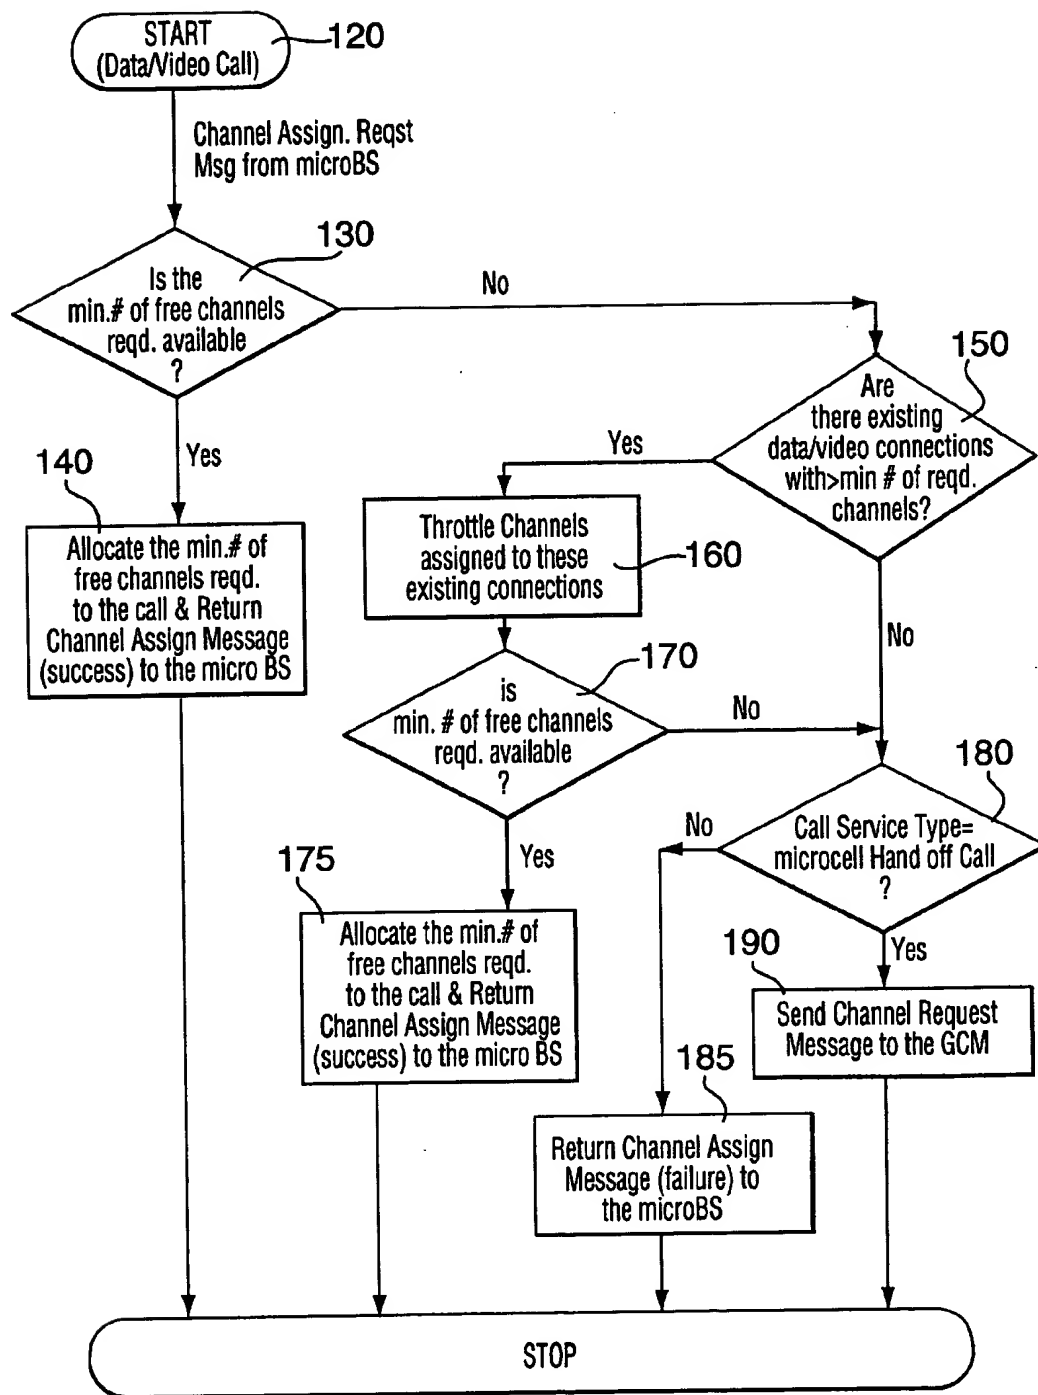 START
(Data/Video Call)
120
Channel Assign. Reqst
Msg from microBS
130
Is the
min.# of free channels
reqd. available
?
No
Yes
150
Are
there existing
data/video connections
with>min # of reqd.
channels?
Yes
No
140
Allocate the min.# of
free channels reqd.
to the call & Return
Channel Assign Message
(success) to the micro BS
Throttle Channels
assigned to these
existing connections
160
170
is
min. # of free channels
reqd. available
?
No
Yes
180
Call Service Type=
microcell Hand off Call
?
No
Yes
175
Allocate the min.# of
free channels reqd.
to the call & Return
Channel Assign Message
(success) to the micro BS
190
Send Channel Request
Message to the GCM
185
Return Channel Assign
Message (failure) to
the microBS
STOP